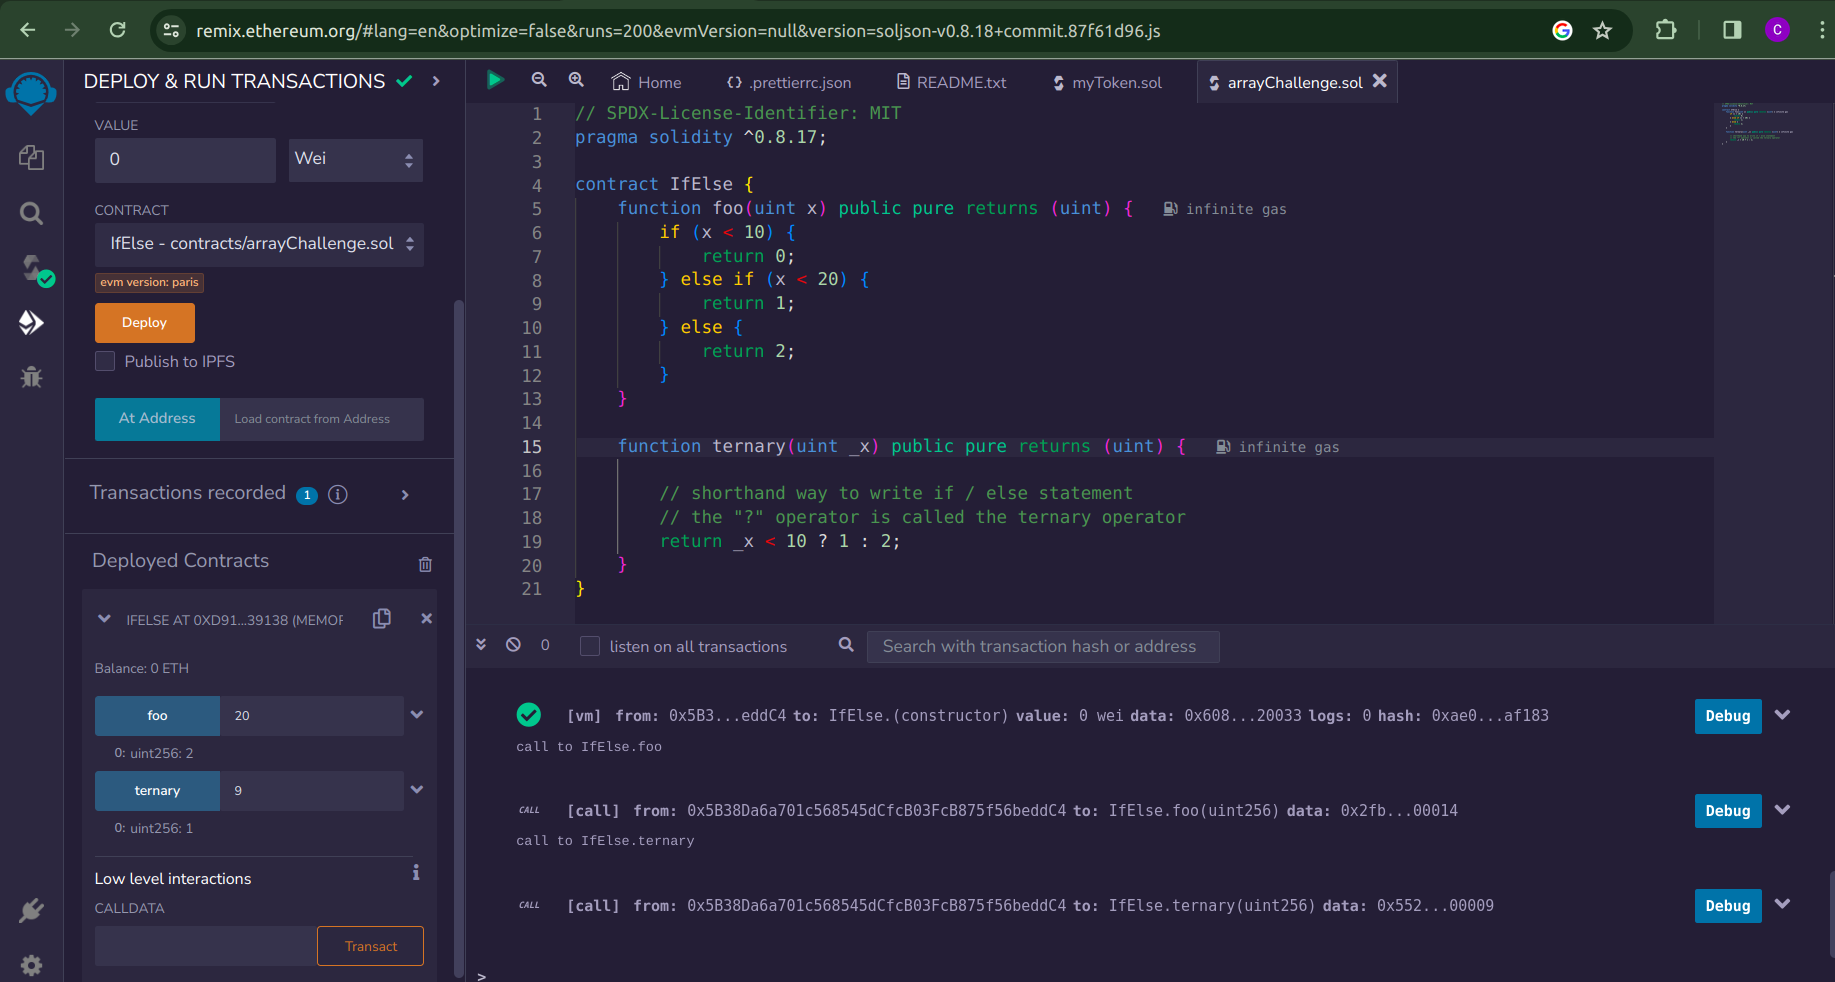 remix.ethereum.org/#lang=en&optimize=false&runs=200&evmVersion=null&version=soljson-v0.8.18+commit.87f61d96.js
C
DEPLOY & RUN TRANSACTIONS
VALUE
0
Wei
CONTRACT
IfElse - contracts/arrayChallenge.sol
evm version: paris
Deploy
Publish to IPFS
At Address
Load contract from Address
Transactions recorded 1 i
Deployed Contracts
IFELSE AT 0XD91...39138 (MEMOR
Balance: 0 ETH
foo
20
0: uint256: 2
ternary
9
0: uint256: 1
Low level interactions
CALLDATA
Transact
Home
.prettierrc.json
README.txt
myToken.sol
arrayChallenge.sol
1 // SPDX-License-Identifier: MIT
2 pragma solidity ^0.8.17;
3
4 contract IfElse {
5 function foo(uint x) public pure returns (uint) { infinite gas
6 if (x < 10) {
7 return 0;
8 } else if (x < 20) {
9 return 1;
10 } else {
11 return 2;
12 }
13 }
14
15 function ternary(uint _x) public pure returns (uint) { infinite gas
16
17 // shorthand way to write if / else statement
18 // the "?" operator is called the ternary operator
19 return _x < 10 ? 1 : 2;
20 }
21 }
0
listen on all transactions
Search with transaction hash or address
[vm] from: 0x5B3...eddC4 to: IfElse.(constructor) value: 0 wei data: 0x608...20033 logs: 0 hash: 0xae0...af183
Debug
call to IfElse.foo
CALL [call] from: 0x5B38Da6a701c568545dCfcB03FcB875f56beddC4 to: IfElse.foo(uint256) data: 0x2fb...00014
Debug
call to IfElse.ternary
CALL [call] from: 0x5B38Da6a701c568545dCfcB03FcB875f56beddC4 to: IfElse.ternary(uint256) data: 0x552...00009
Debug
>